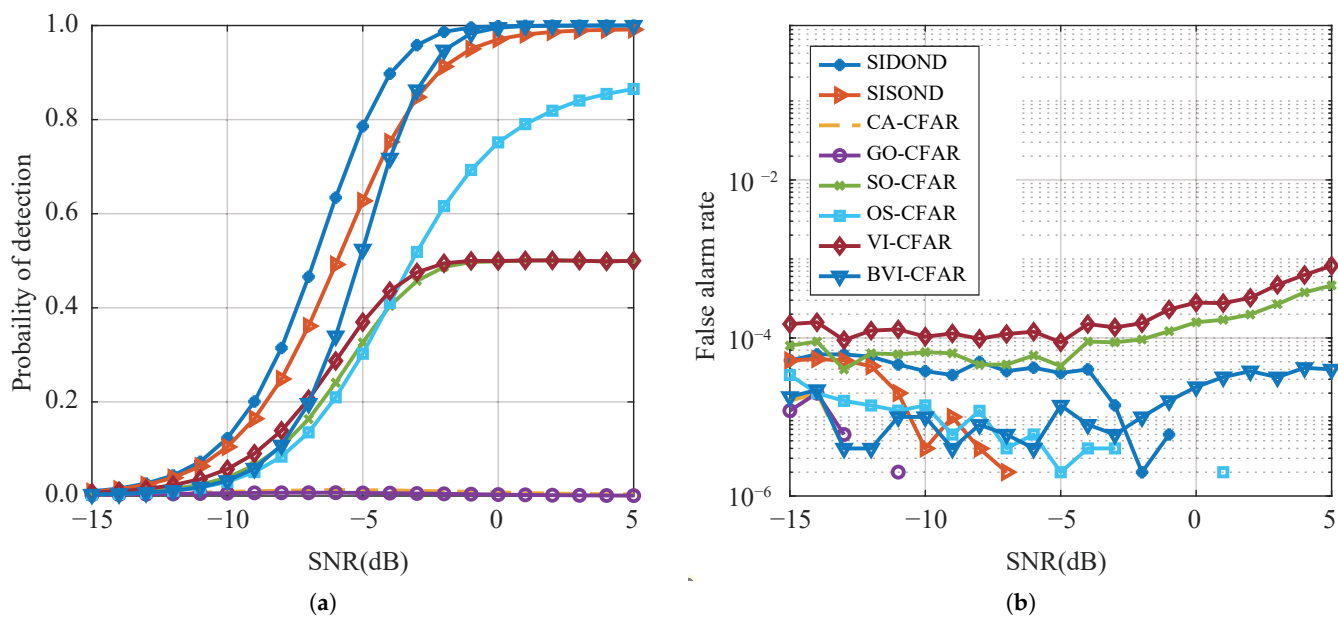 1.0
0.8
0.6
0.4
0.2
0.0
Probaility of detection
−15
−10
−5
0
5
SNR(dB)
(a)
SIDOND
SISOND
CA-CFAR
GO-CFAR
SO-CFAR
OS-CFAR
VI-CFAR
BVI-CFAR
10−2
10−4
10−6
False alarm rate
−15
−10
−5
0
5
SNR(dB)
(b)